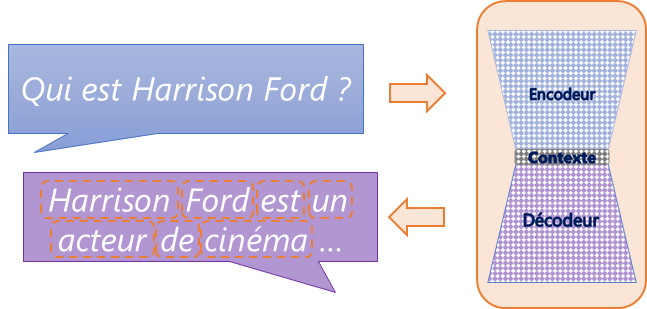 Qui est Harrison Ford ?
Harrison Ford est un
acteur de cinéma ...
Encodeur
Contexte
Décodeur